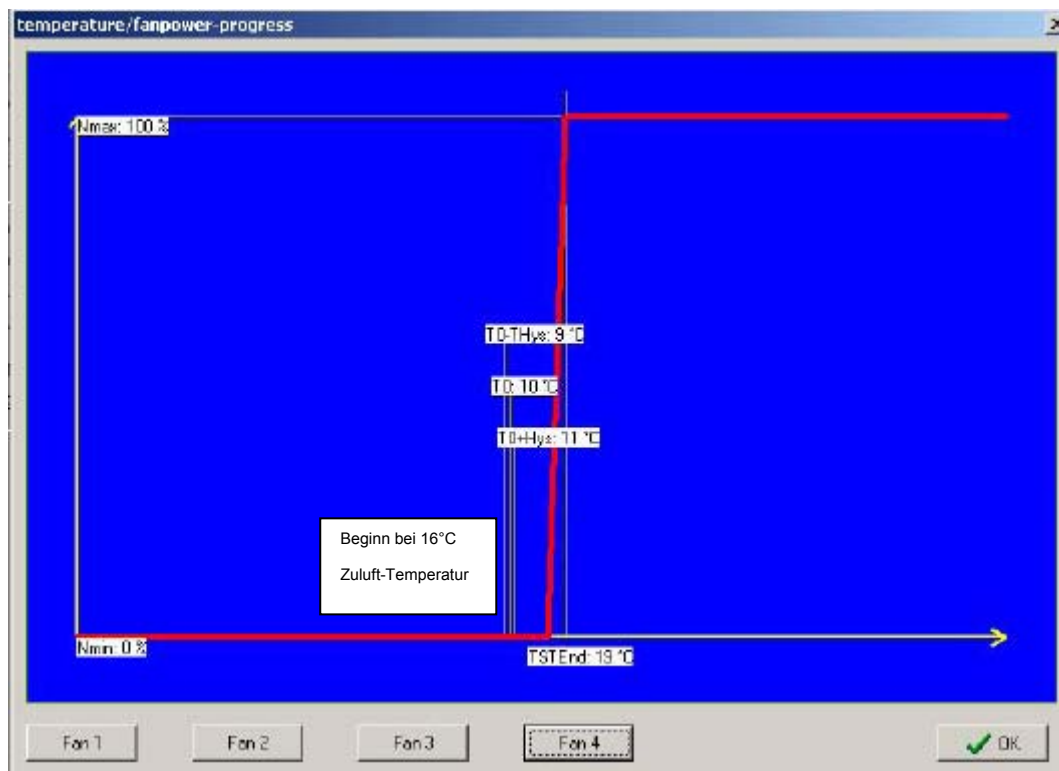 temperature/fanpower-progress
Nmax: 100 %
T0-THys: 9 °C
T0: 10 °C
T0+Hys: 11 °C
Beginn bei 16°C
Zuluft-Temperatur
Nmin: 0 %
TSTEnd: 19 °C
Fan 1
Fan 2
Fan 3
Fan 4
OK